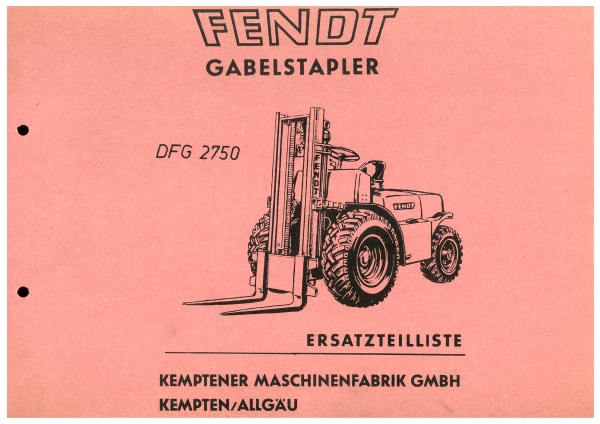 FENDT
GABELSTAPLER
DFG 2750
FENDT
FENDT
ERSATZTEILLISTE
KEMPTENER MASCHINENFABRIK GMBH
KEMPTEN/ALLGÄU